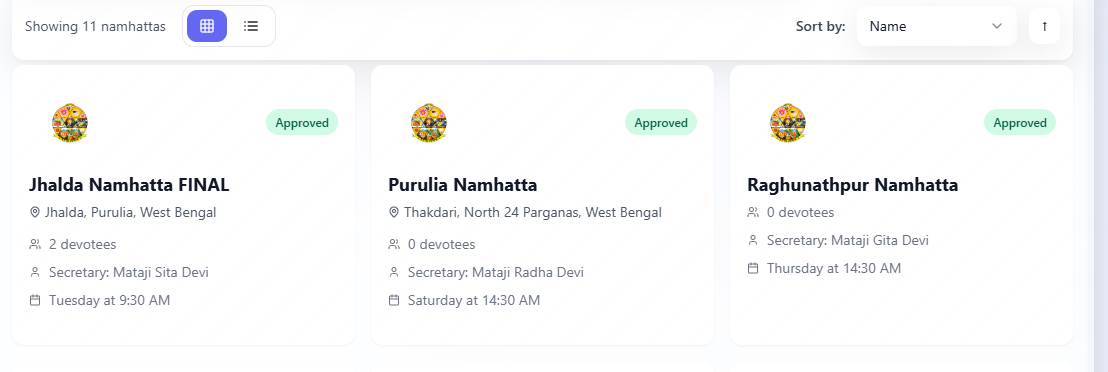 Showing 11 namhattas
Sort by: Name ↑
Approved
Jhalda Namhatta FINAL
Jhalda, Purulia, West Bengal
2 devotees
Secretary: Mataji Sita Devi
Tuesday at 9:30 AM
Approved
Purulia Namhatta
Thakdari, North 24 Parganas, West Bengal
0 devotees
Secretary: Mataji Radha Devi
Saturday at 14:30 AM
Approved
Raghunathpur Namhatta
0 devotees
Secretary: Mataji Gita Devi
Thursday at 14:30 AM